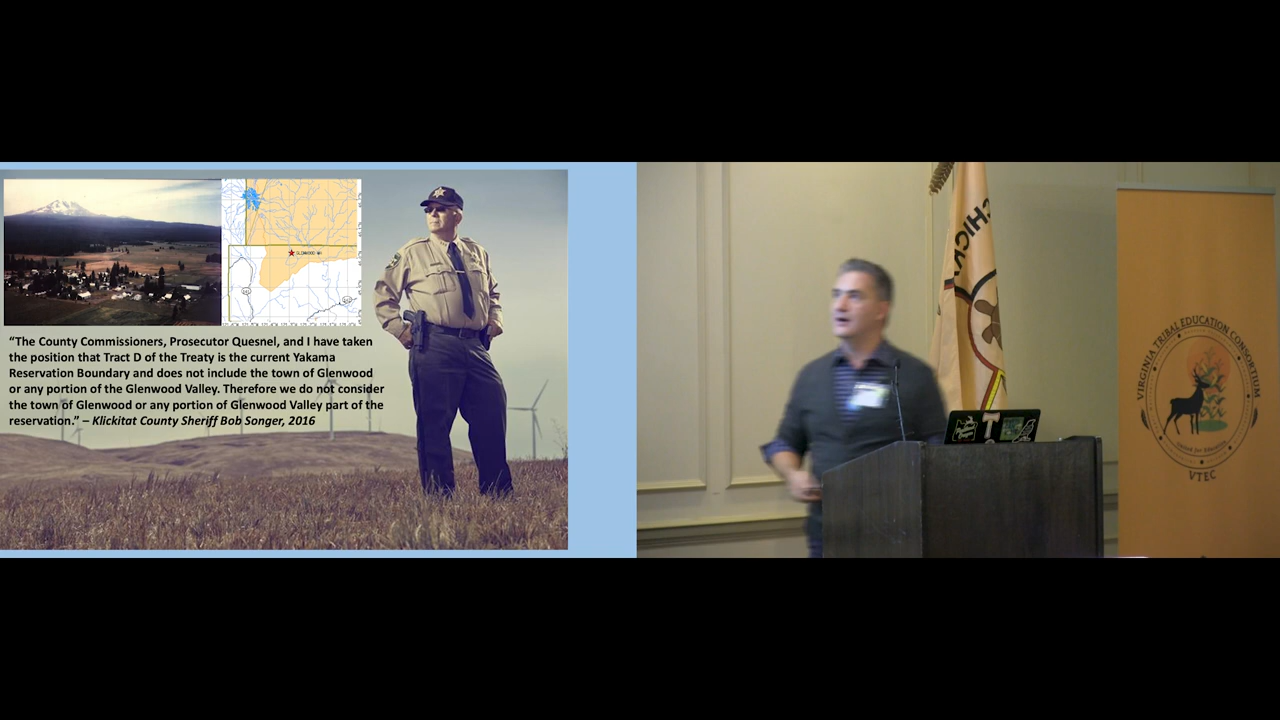 GLENWOOD WA
"The County Commissioners, Prosecutor Quesnel, and I have taken
the position that Tract D of the Treaty is the current Yakama
Reservation Boundary and does not include the town of Glenwood
or any portion of the Glenwood Valley. Therefore we do not consider
the town of Glenwood or any portion of Glenwood Valley part of the
reservation." – Klickitat County Sheriff Bob Songer, 2016
CHICK
VIRGINIA TRIBAL EDUCATION CONSORTIUM
VTEC